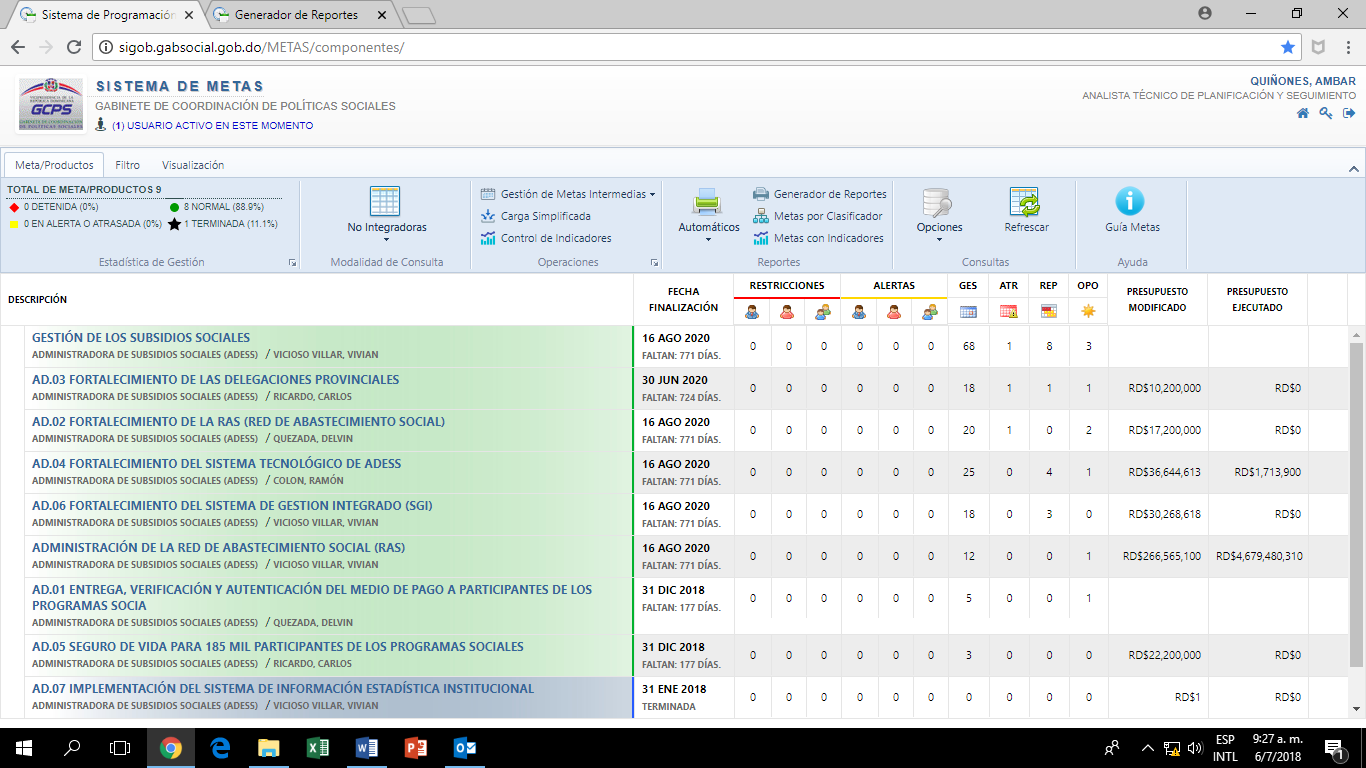 Sistema de Programación
Generador de Reportes
sigob.gabsocial.gob.do/METAS/componentes/
GCPS
SISTEMA DE METAS
GABINETE DE COORDINACIÓN DE POLÍTICAS SOCIALES
(1) USUARIO ACTIVO EN ESTE MOMENTO
QUIÑONES, AMBAR
ANALISTA TÉCNICO DE PLANIFICACIÓN Y SEGUIMIENTO
Meta/Productos Filtro Visualización
TOTAL DE META/PRODUCTOS 9
0 DETENIDA (0%) 8 NORMAL (88.9%)
0 EN ALERTA O ATRASADA (0%) 1 TERMINADA (11.1%)
Estadística de Gestión
No Integradoras
Modalidad de Consulta
Gestión de Metas Intermedias
Carga Simplificada
Control de Indicadores
Operaciones
Automáticos
Generador de Reportes
Metas por Clasificador
Metas con Indicadores
Reportes
Opciones
Refrescar
Consultas
Guía Metas
Ayuda
DESCRIPCIÓN FECHA FINALIZACIÓN RESTRICCIONES ALERTAS GES ATR REP OPO PRESUPUESTO MODIFICADO PRESUPUESTO EJECUTADO
GESTIÓN DE LOS SUBSIDIOS SOCIALES 16 AGO 2020
ADMINISTRADORA DE SUBSIDIOS SOCIALES (ADESS) / VICIOSO VILLAR, VIVIAN FALTAN: 771 DÍAS.
0 0 0 0 0 0 68 1 8 3
AD.03 FORTALECIMIENTO DE LAS DELEGACIONES PROVINCIALES 30 JUN 2020
ADMINISTRADORA DE SUBSIDIOS SOCIALES (ADESS) / RICARDO, CARLOS FALTAN: 724 DÍAS.
0 0 0 0 0 0 18 1 1 1 RD$10,200,000 RD$0
AD.02 FORTALECIMIENTO DE LA RAS (RED DE ABASTECIMIENTO SOCIAL) 16 AGO 2020
ADMINISTRADORA DE SUBSIDIOS SOCIALES (ADESS) / QUEZADA, DELVIN FALTAN: 771 DÍAS.
0 0 0 0 0 0 20 1 0 2 RD$17,200,000 RD$0
AD.04 FORTALECIMIENTO DEL SISTEMA TECNOLÓGICO DE ADESS 16 AGO 2020
ADMINISTRADORA DE SUBSIDIOS SOCIALES (ADESS) / COLON, RAMÓN FALTAN: 771 DÍAS.
0 0 0 0 0 0 25 0 4 1 RD$36,644,613 RD$1,713,900
AD.06 FORTALECIMIENTO DEL SISTEMA DE GESTION INTEGRADO (SGI) 16 AGO 2020
ADMINISTRADORA DE SUBSIDIOS SOCIALES (ADESS) / VICIOSO VILLAR, VIVIAN FALTAN: 771 DÍAS.
0 0 0 0 0 0 18 0 3 0 RD$30,268,618 RD$0
ADMINISTRACIÓN DE LA RED DE ABASTECIMIENTO SOCIAL (RAS) 16 AGO 2020
ADMINISTRADORA DE SUBSIDIOS SOCIALES (ADESS) / VICIOSO VILLAR, VIVIAN FALTAN: 771 DÍAS.
0 0 0 0 0 0 12 0 0 1 RD$266,565,100 RD$4,679,480,310
AD.01 ENTREGA, VERIFICACIÓN Y AUTENTICACIÓN DEL MEDIO DE PAGO A PARTICIPANTES DE LOS 31 DIC 2018
PROGRAMAS SOCIA FALTAN: 177 DÍAS.
ADMINISTRADORA DE SUBSIDIOS SOCIALES (ADESS) / QUEZADA, DELVIN
0 0 0 0 0 0 5 0 0 1
AD.05 SEGURO DE VIDA PARA 185 MIL PARTICIPANTES DE LOS PROGRAMAS SOCIALES 31 DIC 2018
ADMINISTRADORA DE SUBSIDIOS SOCIALES (ADESS) / RICARDO, CARLOS FALTAN: 177 DÍAS.
0 0 0 0 0 0 3 0 0 0 RD$22,200,000 RD$0
AD.07 IMPLEMENTACIÓN DEL SISTEMA DE INFORMACIÓN ESTADÍSTICA INSTITUCIONAL 31 ENE 2018
ADMINISTRADORA DE SUBSIDIOS SOCIALES (ADESS) / VICIOSO VILLAR, VIVIAN TERMINADA
0 0 0 0 0 0 0 0 0 0 RD$1 RD$0
ESP 9:27 a. m.
INTL 6/7/2018
1